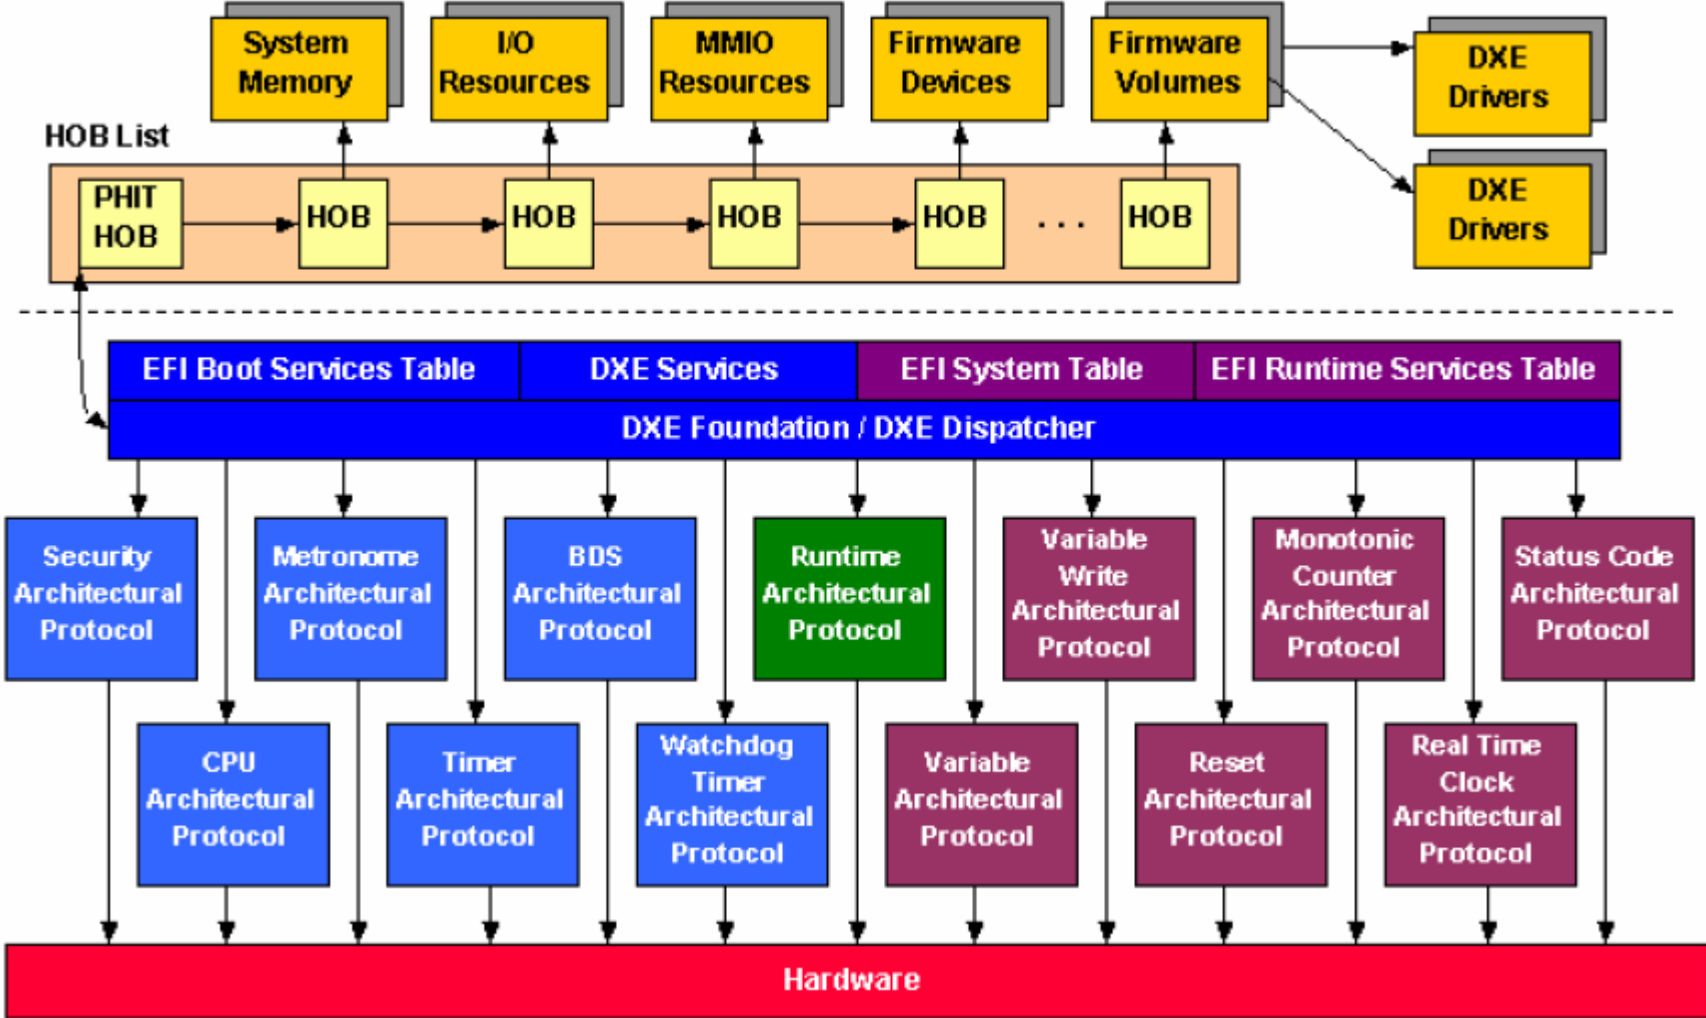 System
Memory
I/O
Resources
MMIO
Resources
Firmware
Devices
Firmware
Volumes
DXE
Drivers
HOB List
PHIT
HOB
HOB
HOB
HOB
HOB
. . .
HOB
DXE
Drivers
EFI Boot Services Table
DXE Services
EFI System Table
EFI Runtime Services Table
DXE Foundation / DXE Dispatcher
Security
Architectural
Protocol
Metronome
Architectural
Protocol
BDS
Architectural
Protocol
Runtime
Architectural
Protocol
Variable
Write
Architectural
Protocol
Monotonic
Counter
Architectural
Protocol
Status Code
Architectural
Protocol
CPU
Architectural
Protocol
Timer
Architectural
Protocol
Watchdog
Timer
Architectural
Protocol
Variable
Architectural
Protocol
Reset
Architectural
Protocol
Real Time
Clock
Architectural
Protocol
Hardware